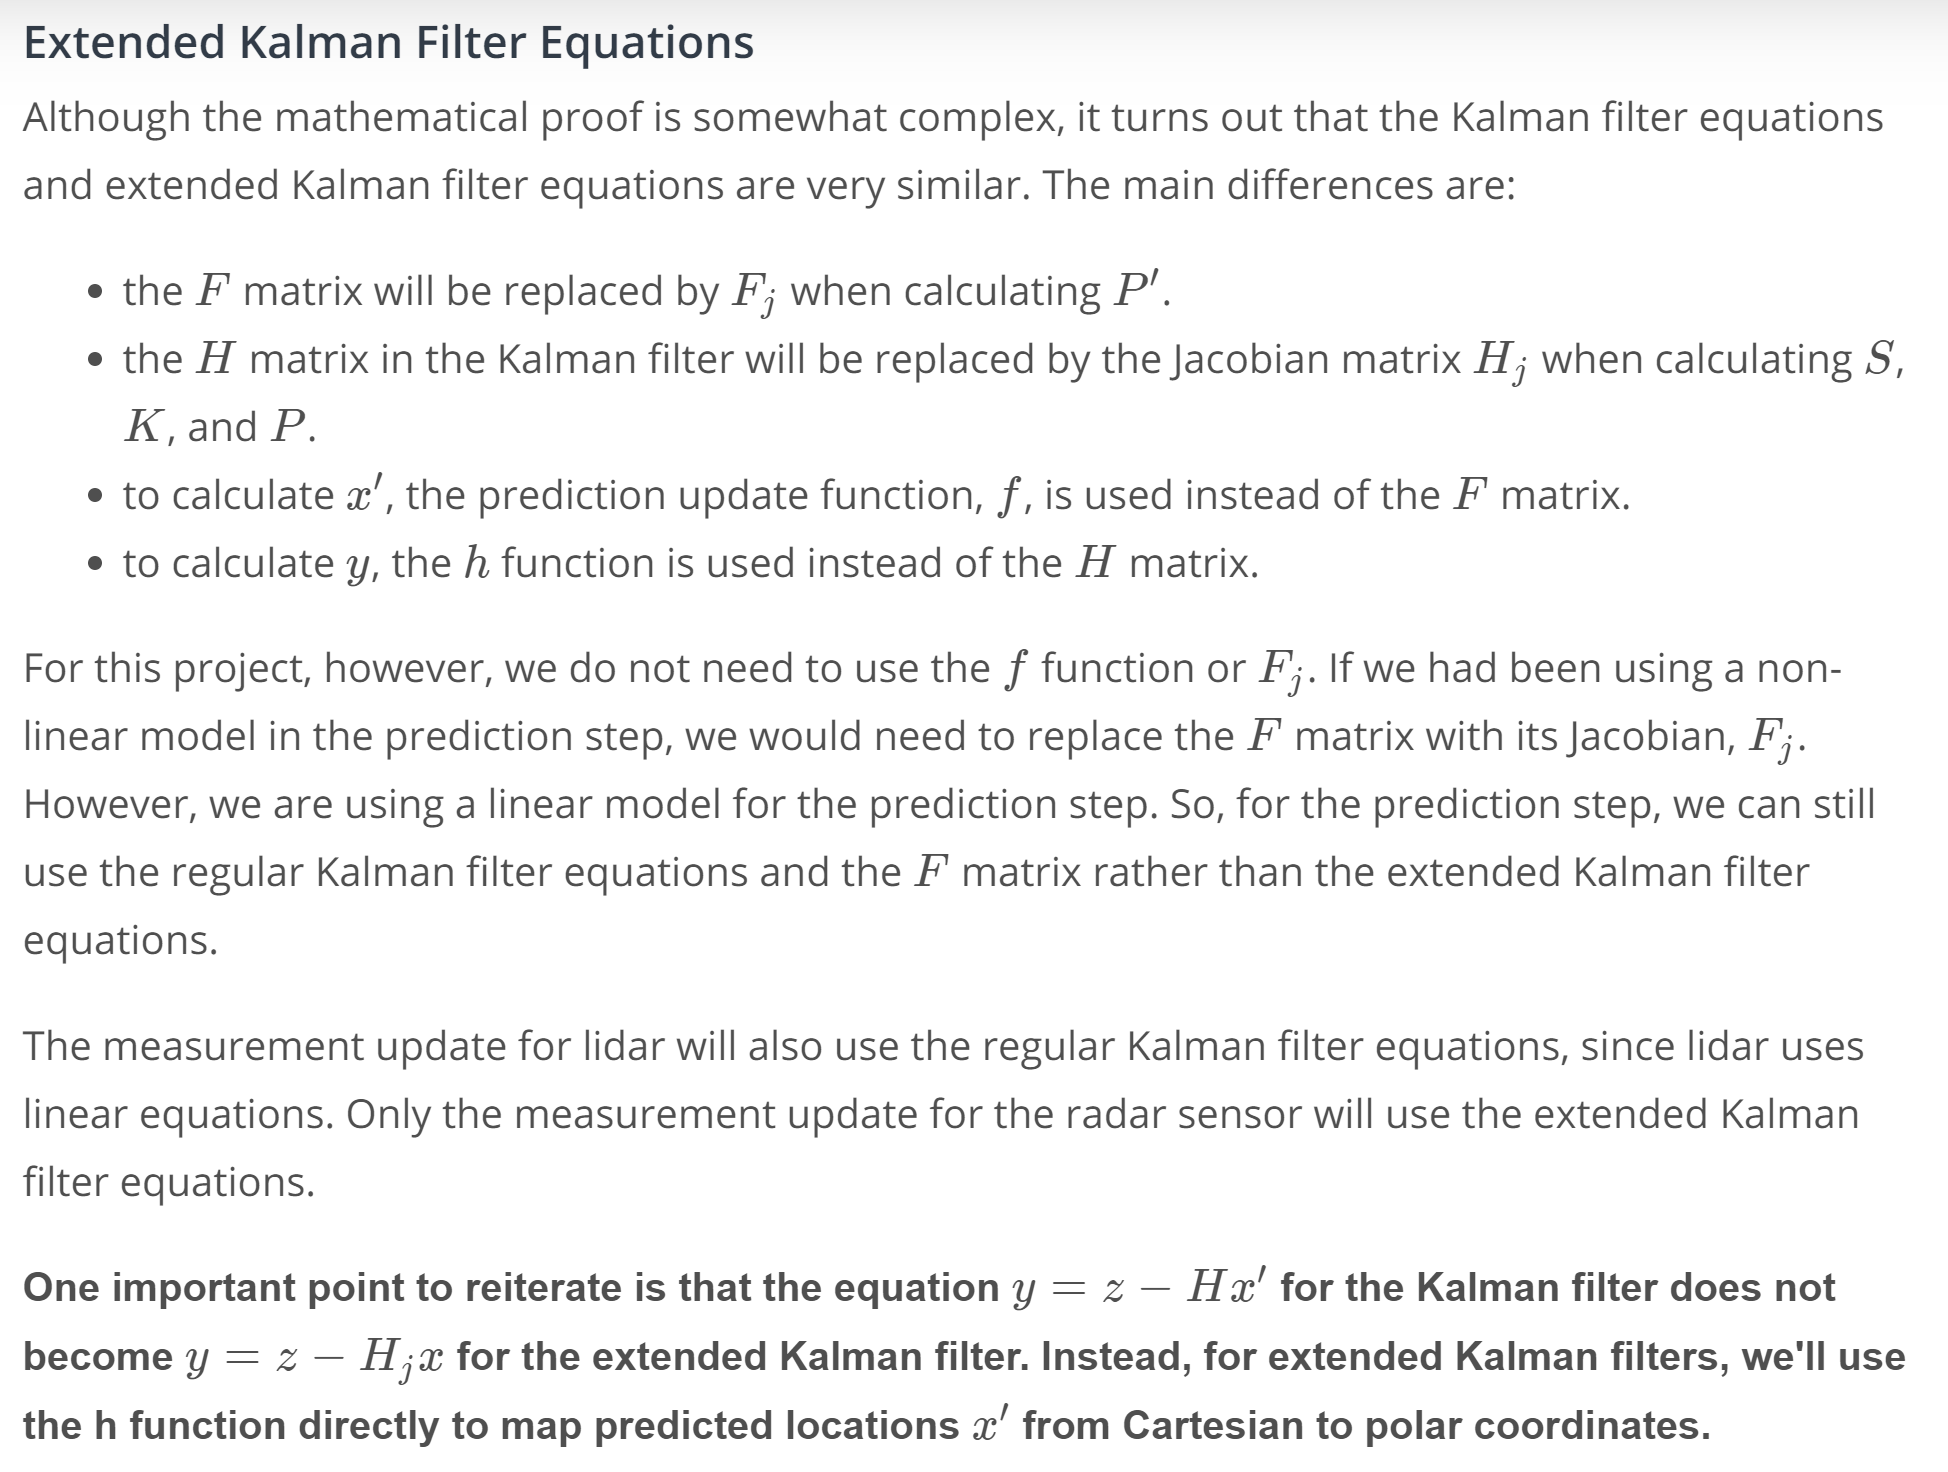 Extended Kalman Filter Equations
Although the mathematical proof is somewhat complex, it turns out that the Kalman filter equations
and extended Kalman filter equations are very similar. The main differences are:
• the F matrix will be replaced by Fⱼ when calculating P′.
• the H matrix in the Kalman filter will be replaced by the Jacobian matrix Hⱼ when calculating S,
K, and P.
• to calculate x′, the prediction update function, f, is used instead of the F matrix.
• to calculate y, the h function is used instead of the H matrix.
For this project, however, we do not need to use the f function or Fⱼ. If we had been using a non-
linear model in the prediction step, we would need to replace the F matrix with its Jacobian, Fⱼ.
However, we are using a linear model for the prediction step. So, for the prediction step, we can still
use the regular Kalman filter equations and the F matrix rather than the extended Kalman filter
equations.
The measurement update for lidar will also use the regular Kalman filter equations, since lidar uses
linear equations. Only the measurement update for the radar sensor will use the extended Kalman
filter equations.
One important point to reiterate is that the equation y = z − Hx′ for the Kalman filter does not
become y = z − Hⱼx for the extended Kalman filter. Instead, for extended Kalman filters, we'll use
the h function directly to map predicted locations x′ from Cartesian to polar coordinates.